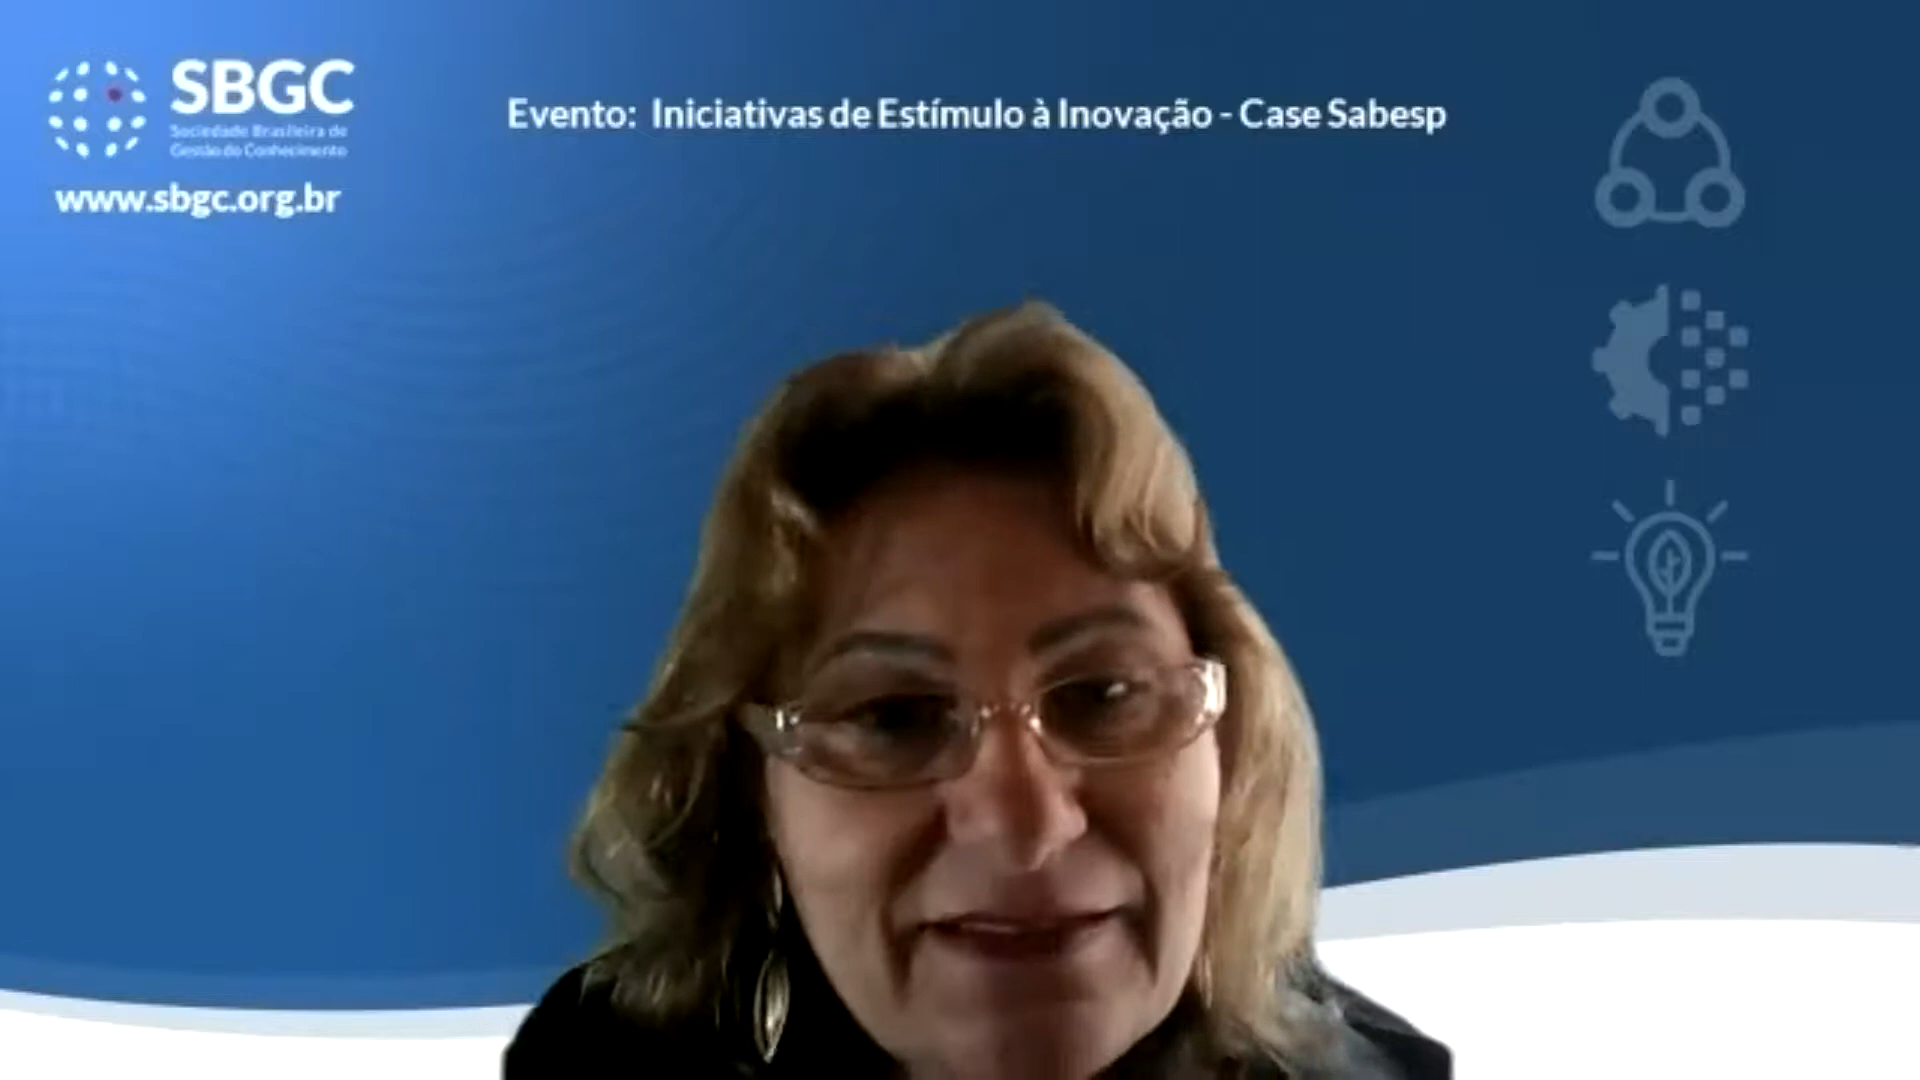 SBGC
Sociedade Brasileira de
Gestão do Conhecimento
www.sbgc.org.br
Evento: Iniciativas de Estímulo à Inovação - Case Sabesp